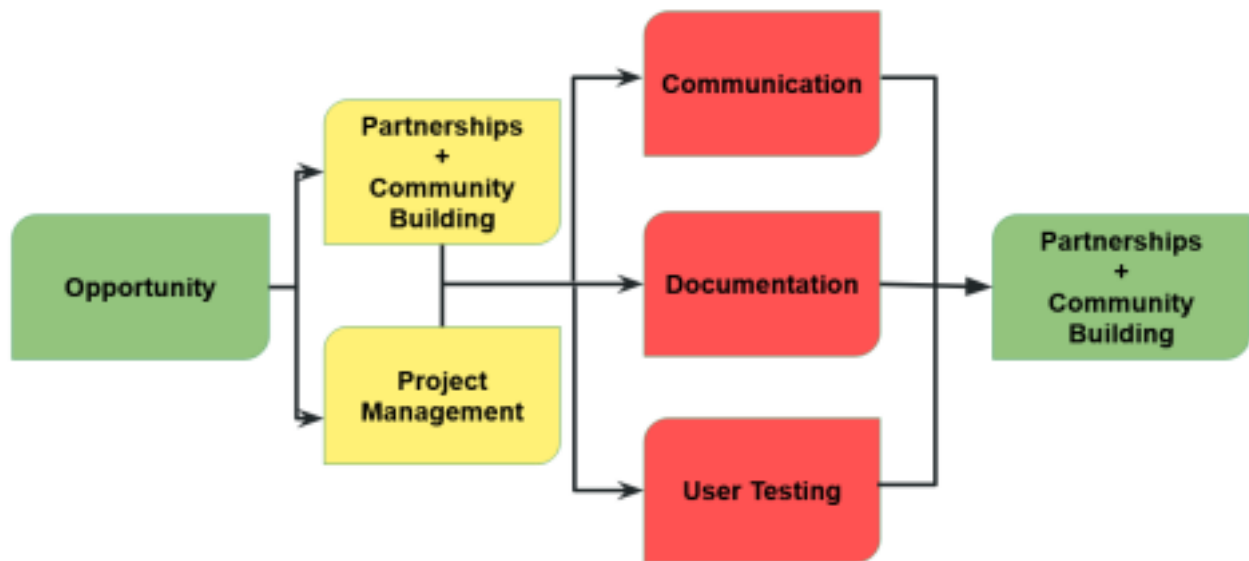 Opportunity
Partnerships
+
Community
Building
Project
Management
Communication
Documentation
User Testing
Partnerships
+
Community
Building